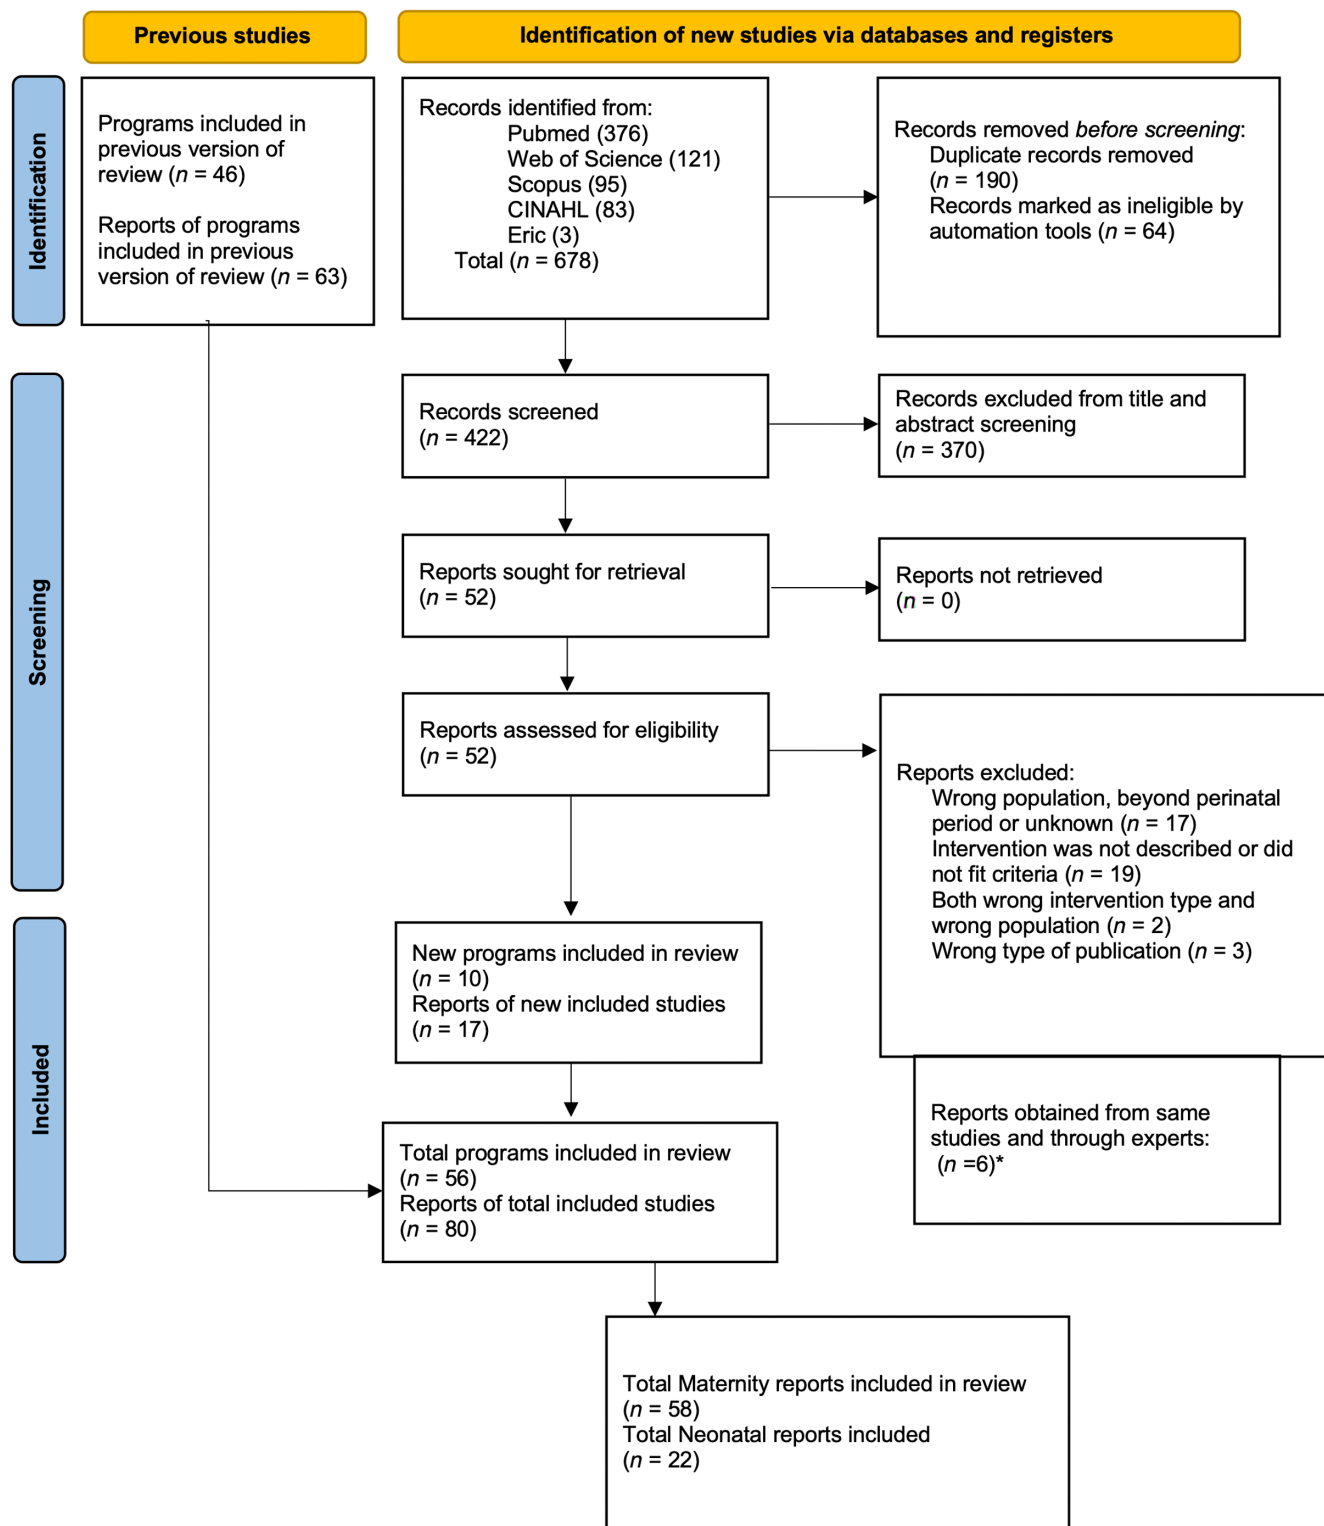 Previous studies
Identification of new studies via databases and registers
Identification
Programs included in
previous version of
review (n = 46)
Reports of programs
included in previous
version of review (n = 63)
Records identified from:
Pubmed (376)
Web of Science (121)
Scopus (95)
CINAHL (83)
Eric (3)
Total (n = 678)
Records removed before screening:
Duplicate records removed
(n = 190)
Records marked as ineligible by
automation tools (n = 64)
Screening
Records screened
(n = 422)
Records excluded from title and
abstract screening
(n = 370)
Reports sought for retrieval
(n = 52)
Reports not retrieved
(n = 0)
Reports assessed for eligibility
(n = 52)
Reports excluded:
Wrong population, beyond perinatal
period or unknown (n = 17)
Intervention was not described or did
not fit criteria (n = 19)
Both wrong intervention type and
wrong population (n = 2)
Wrong type of publication (n = 3)
Included
New programs included in review
(n = 10)
Reports of new included studies
(n = 17)
Reports obtained from same
studies and through experts:
(n =6)*
Total programs included in review
(n = 56)
Reports of total included studies
(n = 80)
Total Maternity reports included in review
(n = 58)
Total Neonatal reports included
(n = 22)